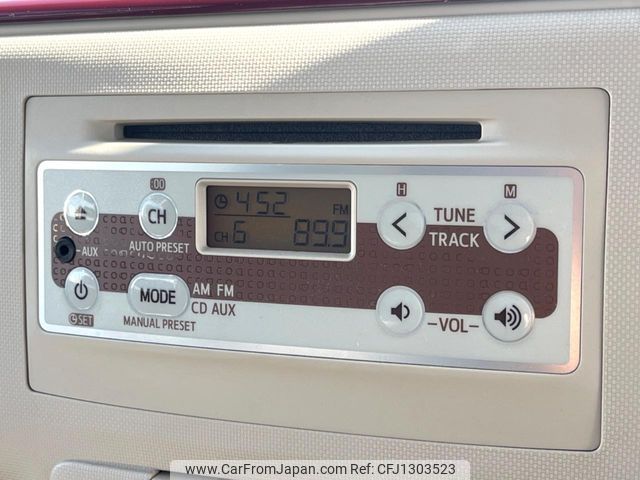 :00
H
M
4 52
FM
CH
TUNE
AUTO PRESET
CH 6 89.9
TRACK
AUX
MODE
AM FM
CD AUX
SET
MANUAL PRESET
-VOL-
www.CarFromJapan.com - CFJ1303523